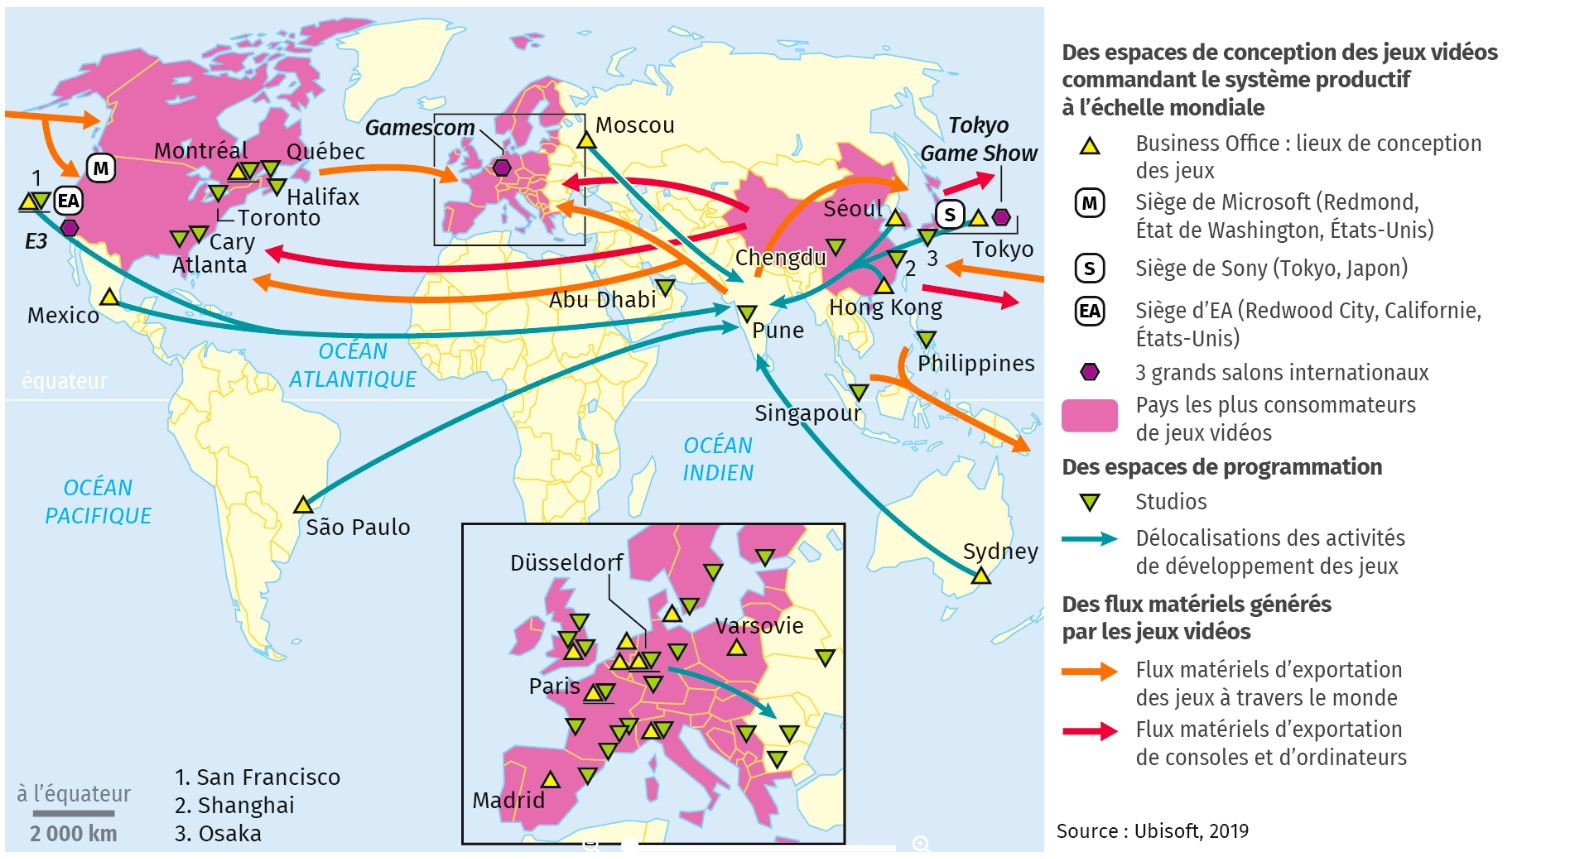 Gamescom
Moscou
Tokyo
Game Show
Montréal
Québec
M
1
EA
Halifax
Toronto
E3
Cary
Atlanta
Séoul
S
Tokyo
Chengdu
3
2
Abu Dhabi
Hong Kong
Mexico
Pune
OCÉAN
ATLANTIQUE
Philippines
équateur
Singapour
OCÉAN
INDIEN
OCÉAN
PACIFIQUE
São Paulo
Sydney
Düsseldorf
Varsovie
Paris
Madrid
à l'équateur
2 000 km
1. San Francisco
2. Shanghai
3. Osaka
Des espaces de conception des jeux vidéos
commandant le système productif
à l'échelle mondiale
Business Office : lieux de conception
des jeux
M
Siège de Microsoft (Redmond,
État de Washington, États-Unis)
S
Siège de Sony (Tokyo, Japon)
EA
Siège d'EA (Redwood City, Californie,
États-Unis)
3 grands salons internationaux
Pays les plus consommateurs
de jeux vidéos
Des espaces de programmation
Studios
Délocalisations des activités
de développement des jeux
Des flux matériels générés
par les jeux vidéos
Flux matériels d'exportation
des jeux à travers le monde
Flux matériels d'exportation
de consoles et d'ordinateurs
Source : Ubisoft, 2019